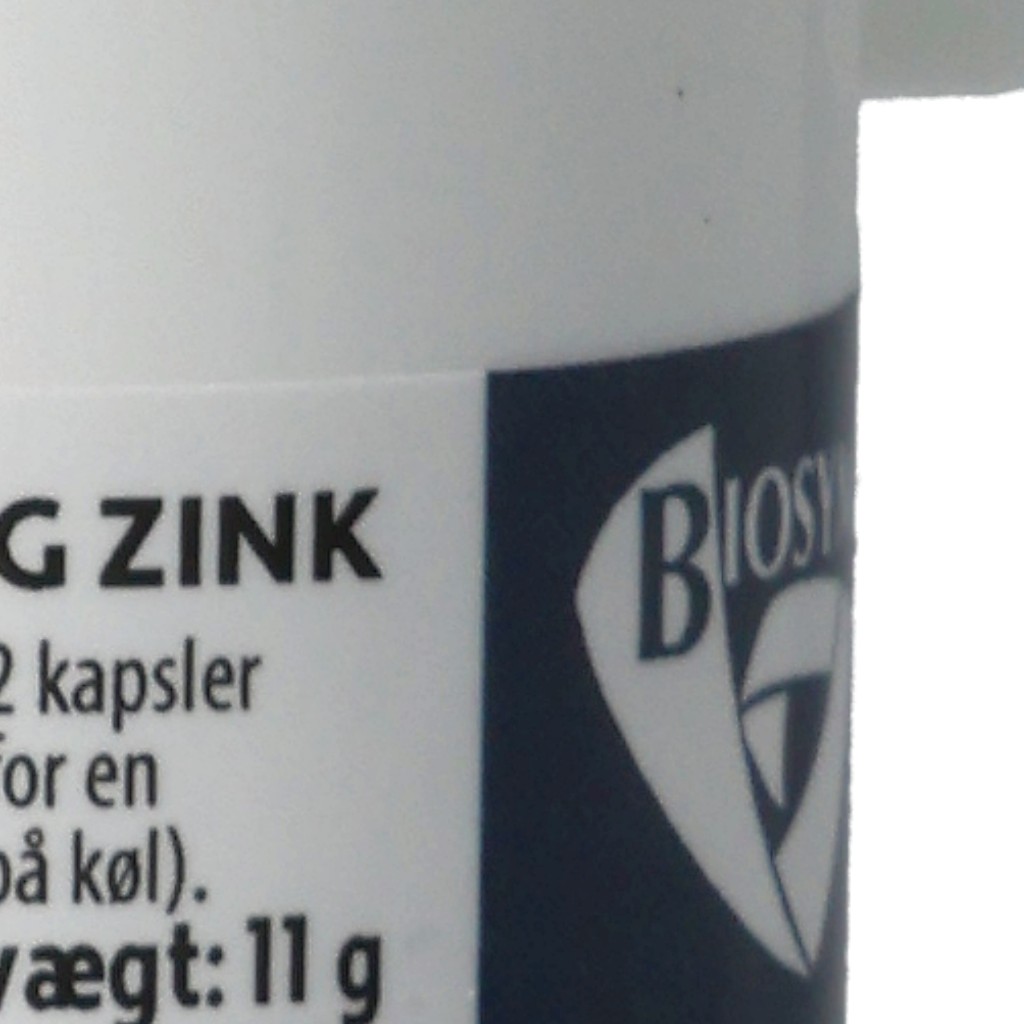 G ZINK
2 kapsler
for en
på køl).
vægt: 11 g
BIOSY